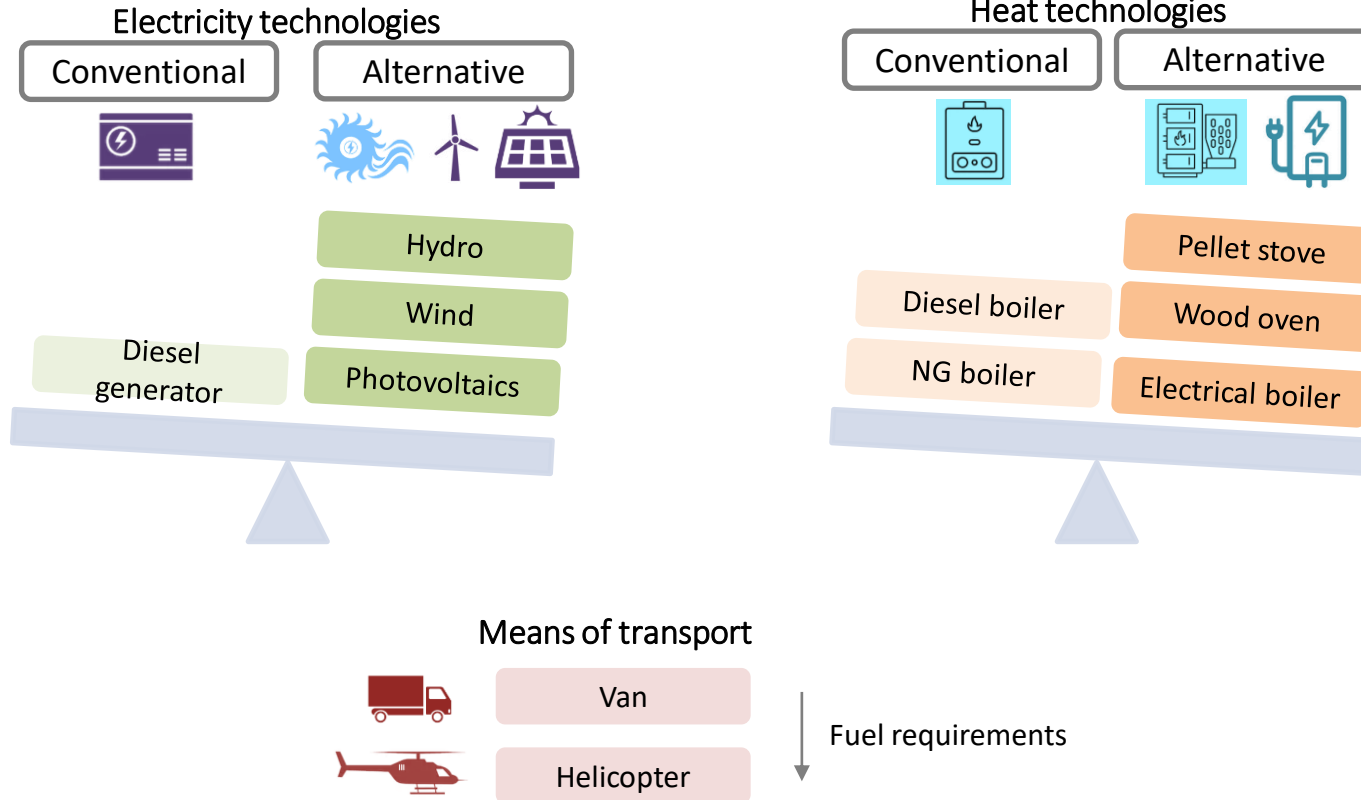 Electricity technologies
Conventional
Alternative
Hydro
Wind
Diesel
generator
Photovoltaics
Heat technologies
Conventional
Alternative
Pellet stove
Diesel boiler
Wood oven
NG boiler
Electrical boiler
Means of transport
Van
Helicopter
Fuel requirements